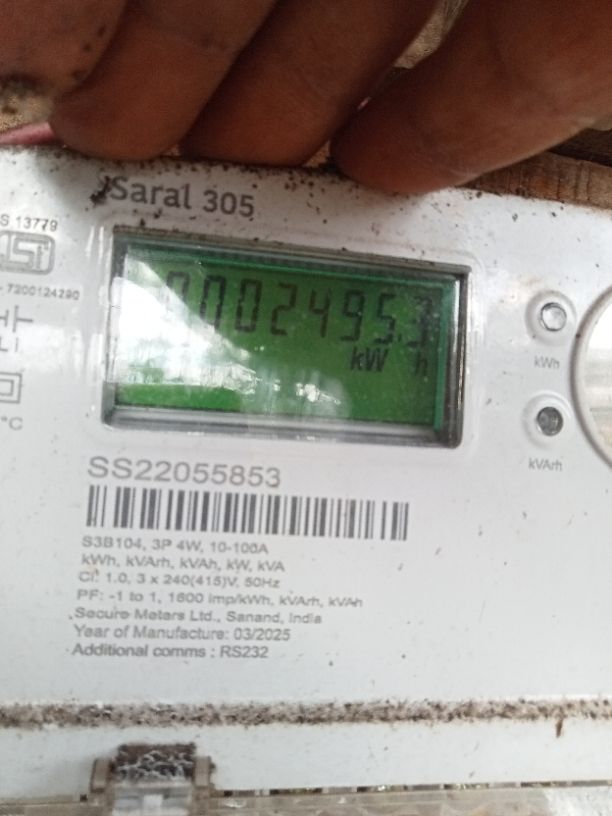 Saral 305
S 13779
ISI
7200124290
0002495.3
kW h
kWh
°C
kVArh
SS22055853
S3B104, 3P 4W, 10-100A
kWh, kVArh, kVAh, kW, kVA
Cl: 1.0, 3 x 240(415)V, 50Hz
PF: -1 to 1, 1600 imp/kWh, kVArh, kVAh
Secure Meters Ltd., Sanand, India
Year of Manufacture: 03/2025
Additional comms : RS232